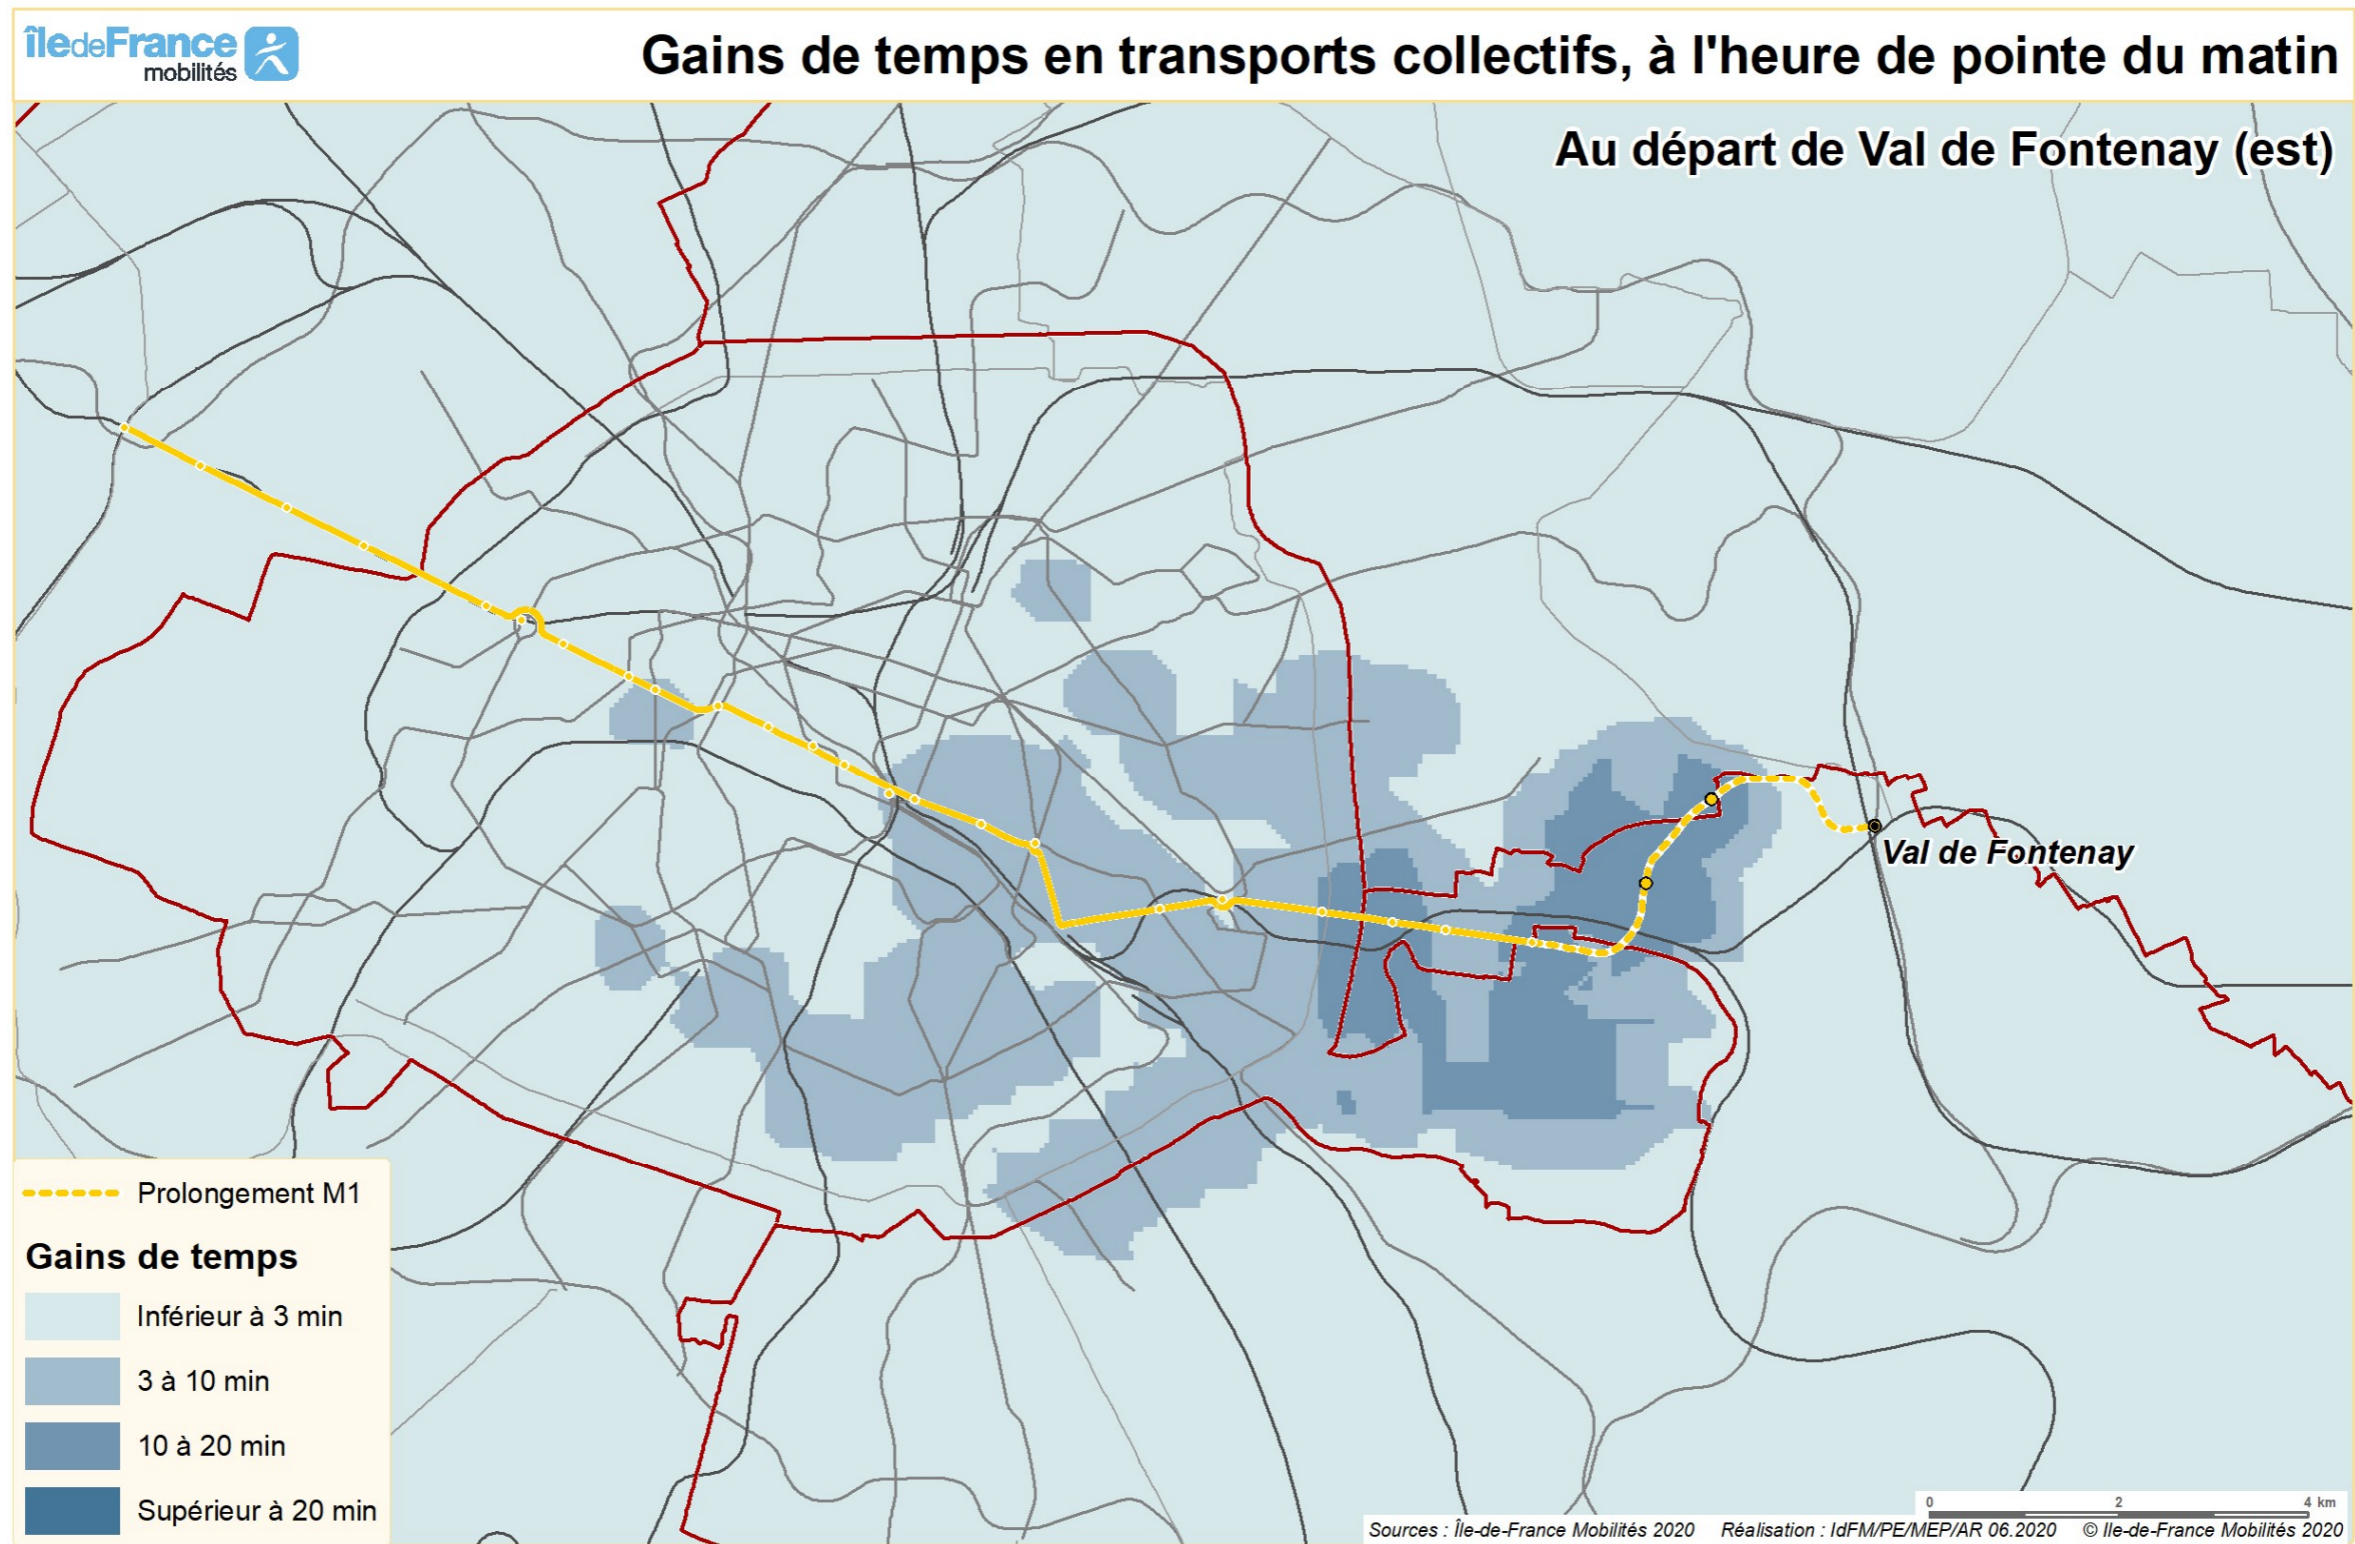 îledeFrance
mobilités
Gains de temps en transports collectifs, à l'heure de pointe du matin
Au départ de Val de Fontenay (est)
Val de Fontenay
Prolongement M1
Gains de temps
Inférieur à 3 min
3 à 10 min
10 à 20 min
Supérieur à 20 min
0 2 4 km
Sources : Île-de-France Mobilités 2020 Réalisation : IdFM/PE/MEP/AR 06.2020 © Ile-de-France Mobilités 2020